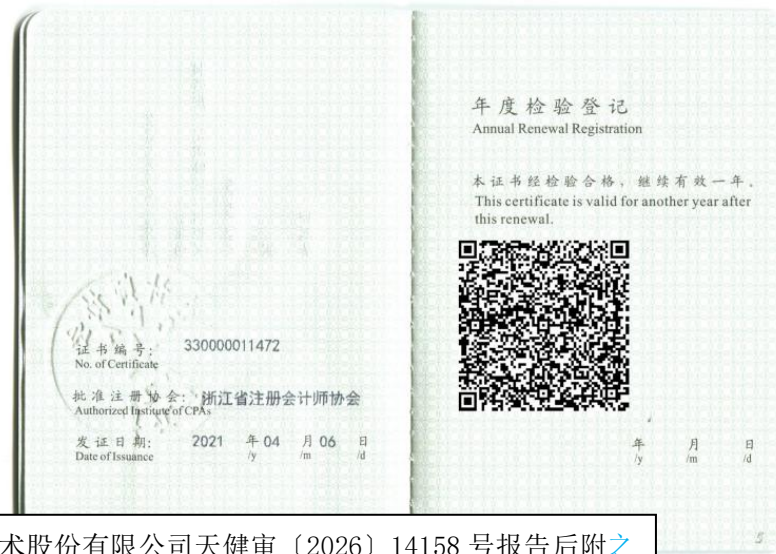 年度检验登记
Annual Renewal Registration
本证书经检验合格，继续有效一年。
This certificate is valid for another year after
this renewal.
证书编号： 330000011472
No. of Certificate
批准注册协会： 浙江省注册会计师协会
Authorized Institute of CPAs
发证日期： 2021 年 04 月 06 日
Date of Issuance /y /m /d
年 月 日
/y /m /d
5
术股份有限公司天健审〔2026〕14158 号报告后附之